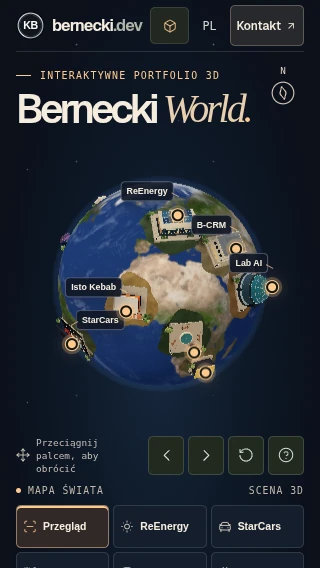 KB bernecki.dev PL Kontakt
INTERAKTYWNE PORTFOLIO 3D
N
Bernecki World.
ReEnergy
B-CRM
Lab AI
Isto Kebab
StarCars
Przeciągnij
palcem, aby
obrócić
MAPA ŚWIATA SCENA 3D
Przegląd ReEnergy StarCars